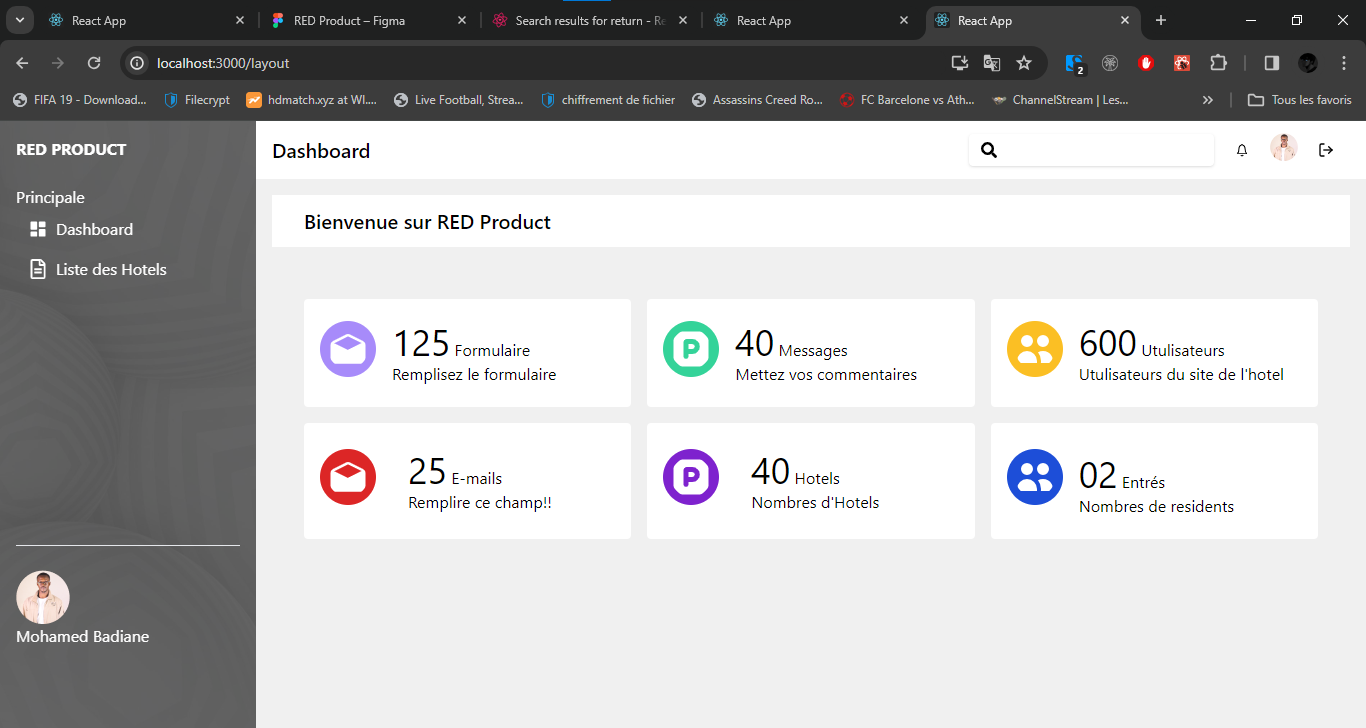 React App
RED Product – Figma
Search results for return - Re
React App
React App
localhost:3000/layout
2
FIFA 19 - Download...
Filecrypt
hdmatch.xyz at WI...
Live Football, Strea...
chiffrement de fichier
Assassins Creed Ro...
FC Barcelone vs Ath...
ChannelStream | Les...
Tous les favoris
RED PRODUCT
Dashboard
Principale
Dashboard
Liste des Hotels
Bienvenue sur RED Product
125 Formulaire
Remplisez le formulaire
P
40 Messages
Mettez vos commentaires
600 Utulisateurs
Utulisateurs du site de l'hotel
25 E-mails
Remplire ce champ!!
P
40 Hotels
Nombres d'Hotels
02 Entrés
Nombres de residents
Mohamed Badiane